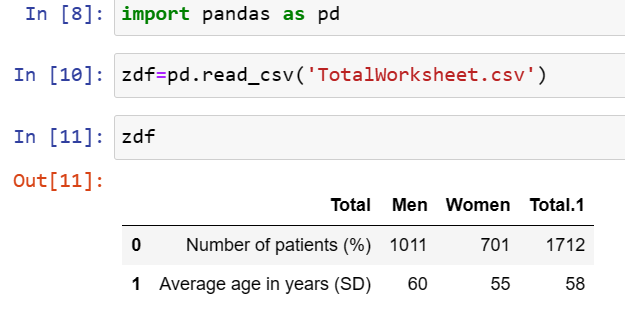 In [8]: import pandas as pd
In [10]: zdf=pd.read_csv('TotalWorksheet.csv')
In [11]: zdf
Out[11]:
Total Men Women Total.1
0 Number of patients (%) 1011 701 1712
1 Average age in years (SD) 60 55 58